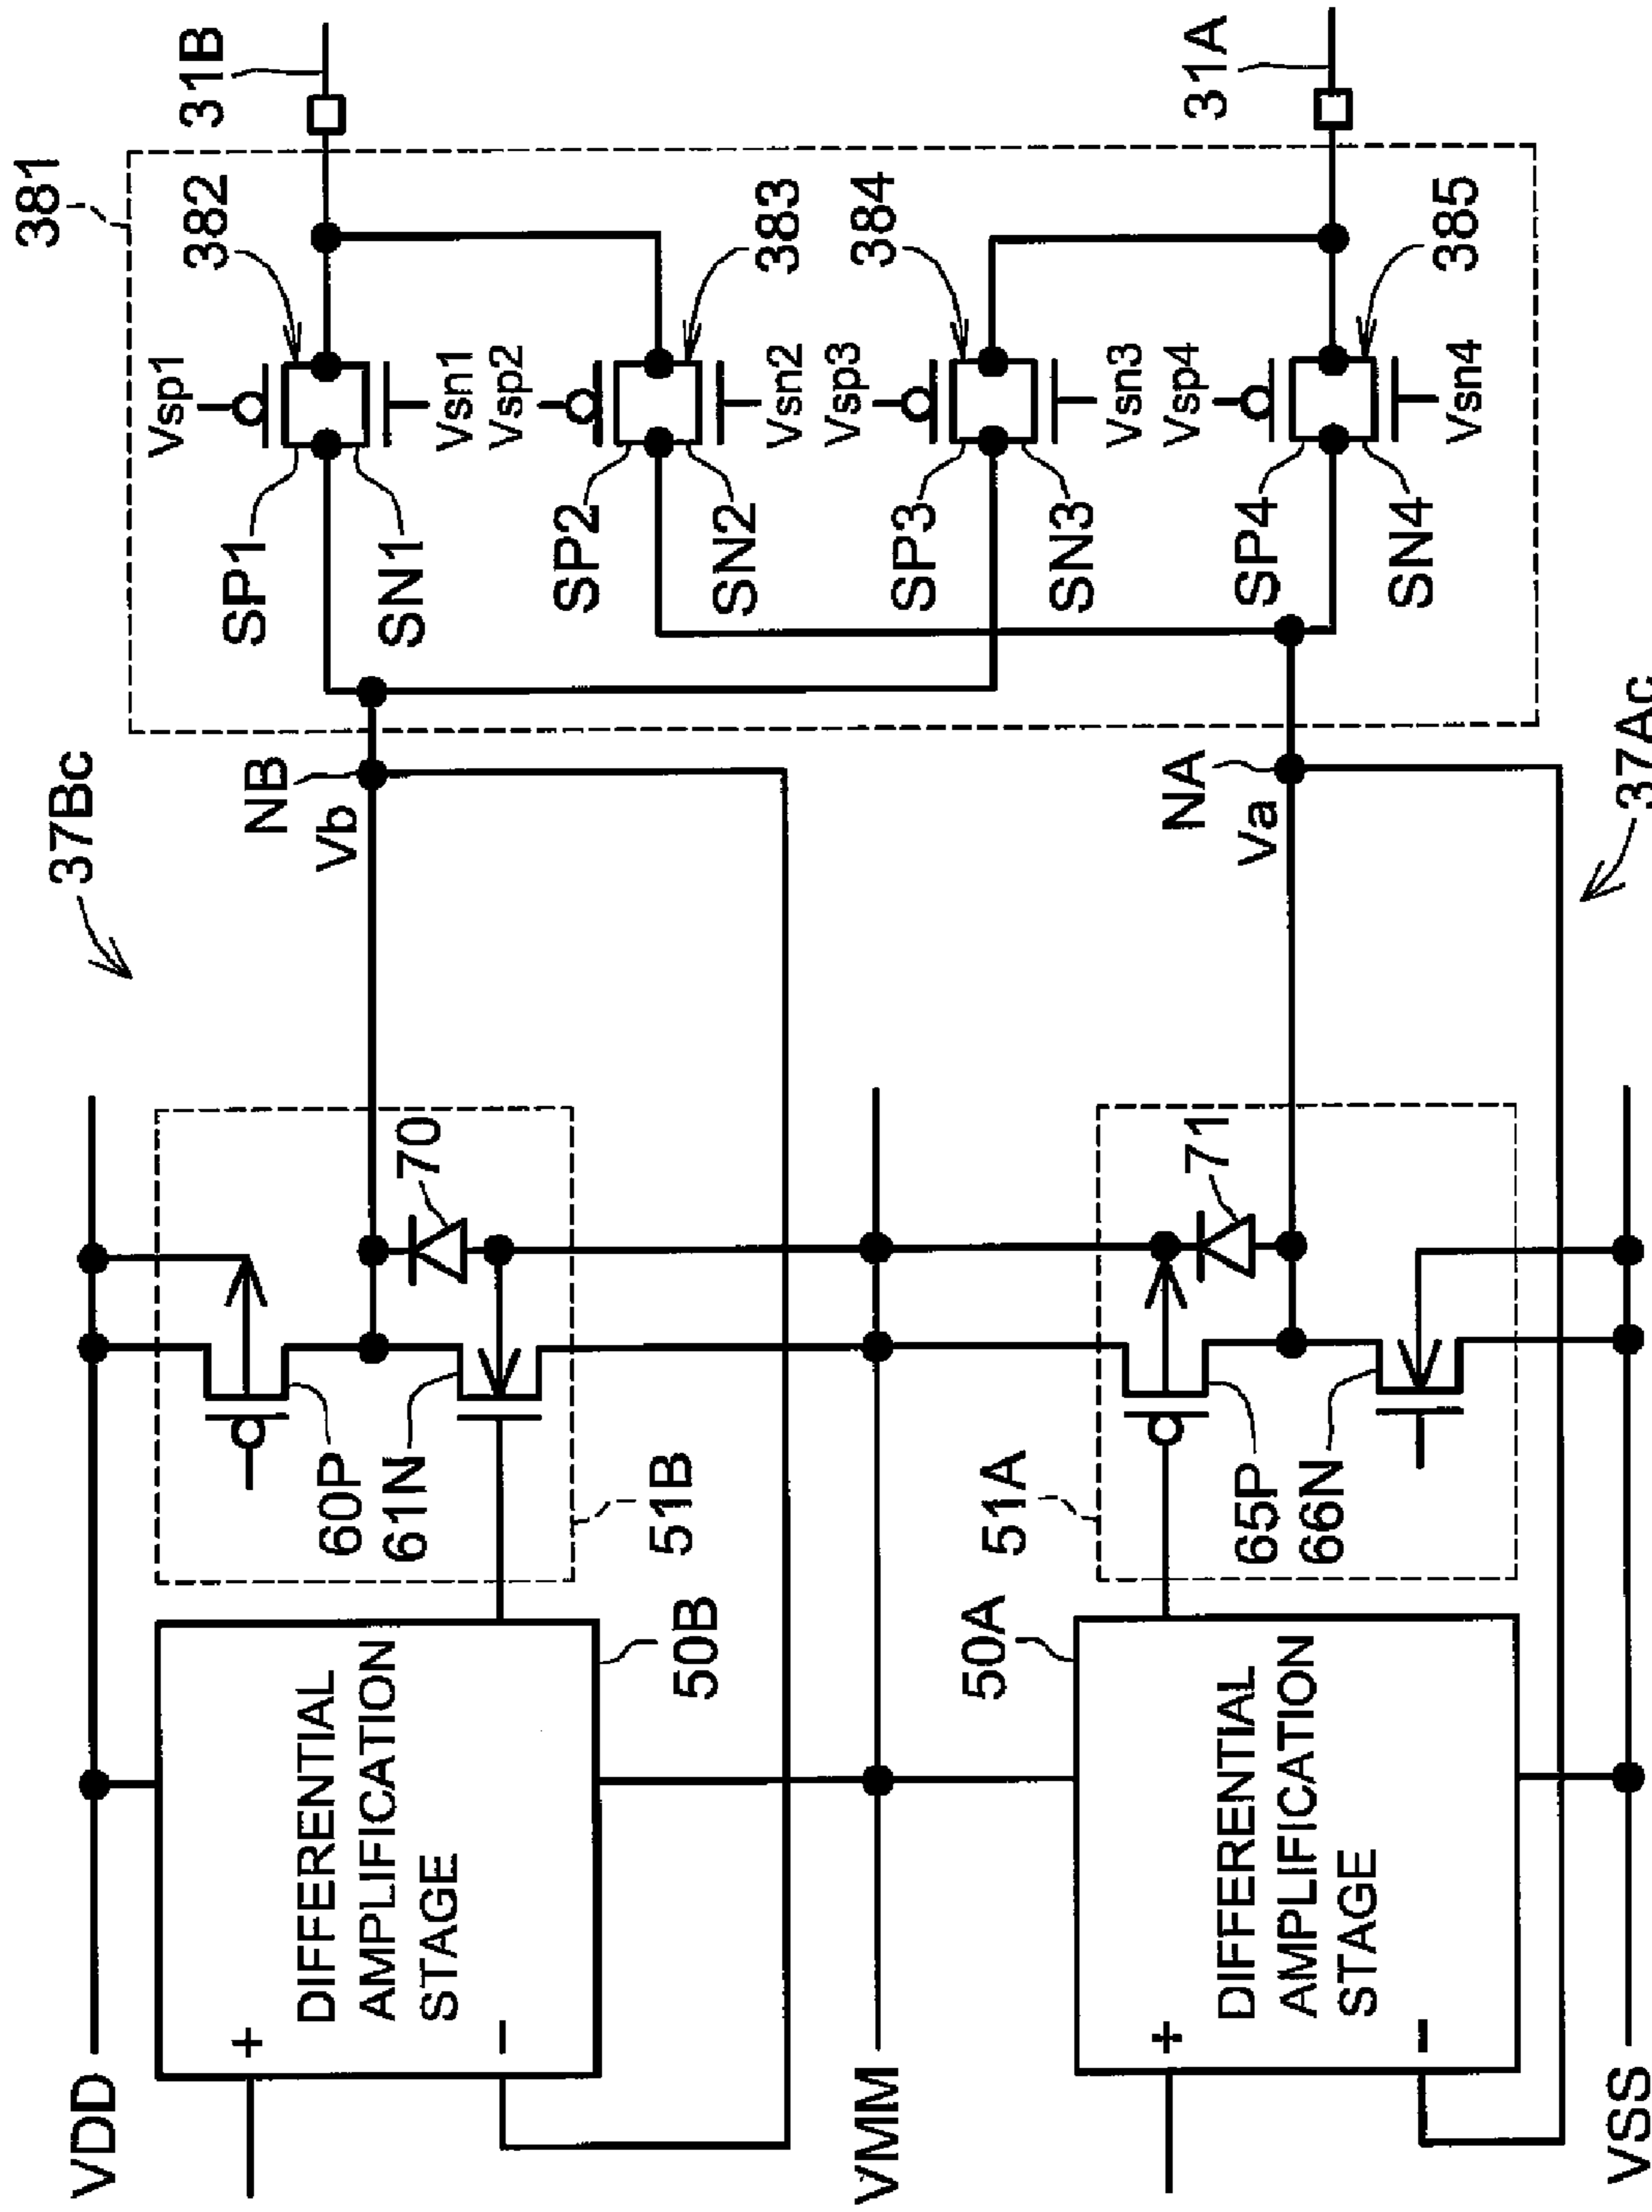 37Bc
381
31B
382
Vsp1
SP1
SN1
Vsn1
Vsp2
383
SP2
SN2
Vsn2
Vsp3
384
SP3
SN3
Vsn3
Vsp4
385
SP4
SN4
Vsn4
31A
NB
Vb
NA
Va
37Ac
VDD
VMM
VSS
70
60P
61N
51B
71
65P
66N
51A
50B
DIFFERENTIAL
AMPLIFICATION
STAGE
+
−
50A
DIFFERENTIAL
AMPLIFICATION
STAGE
+
−